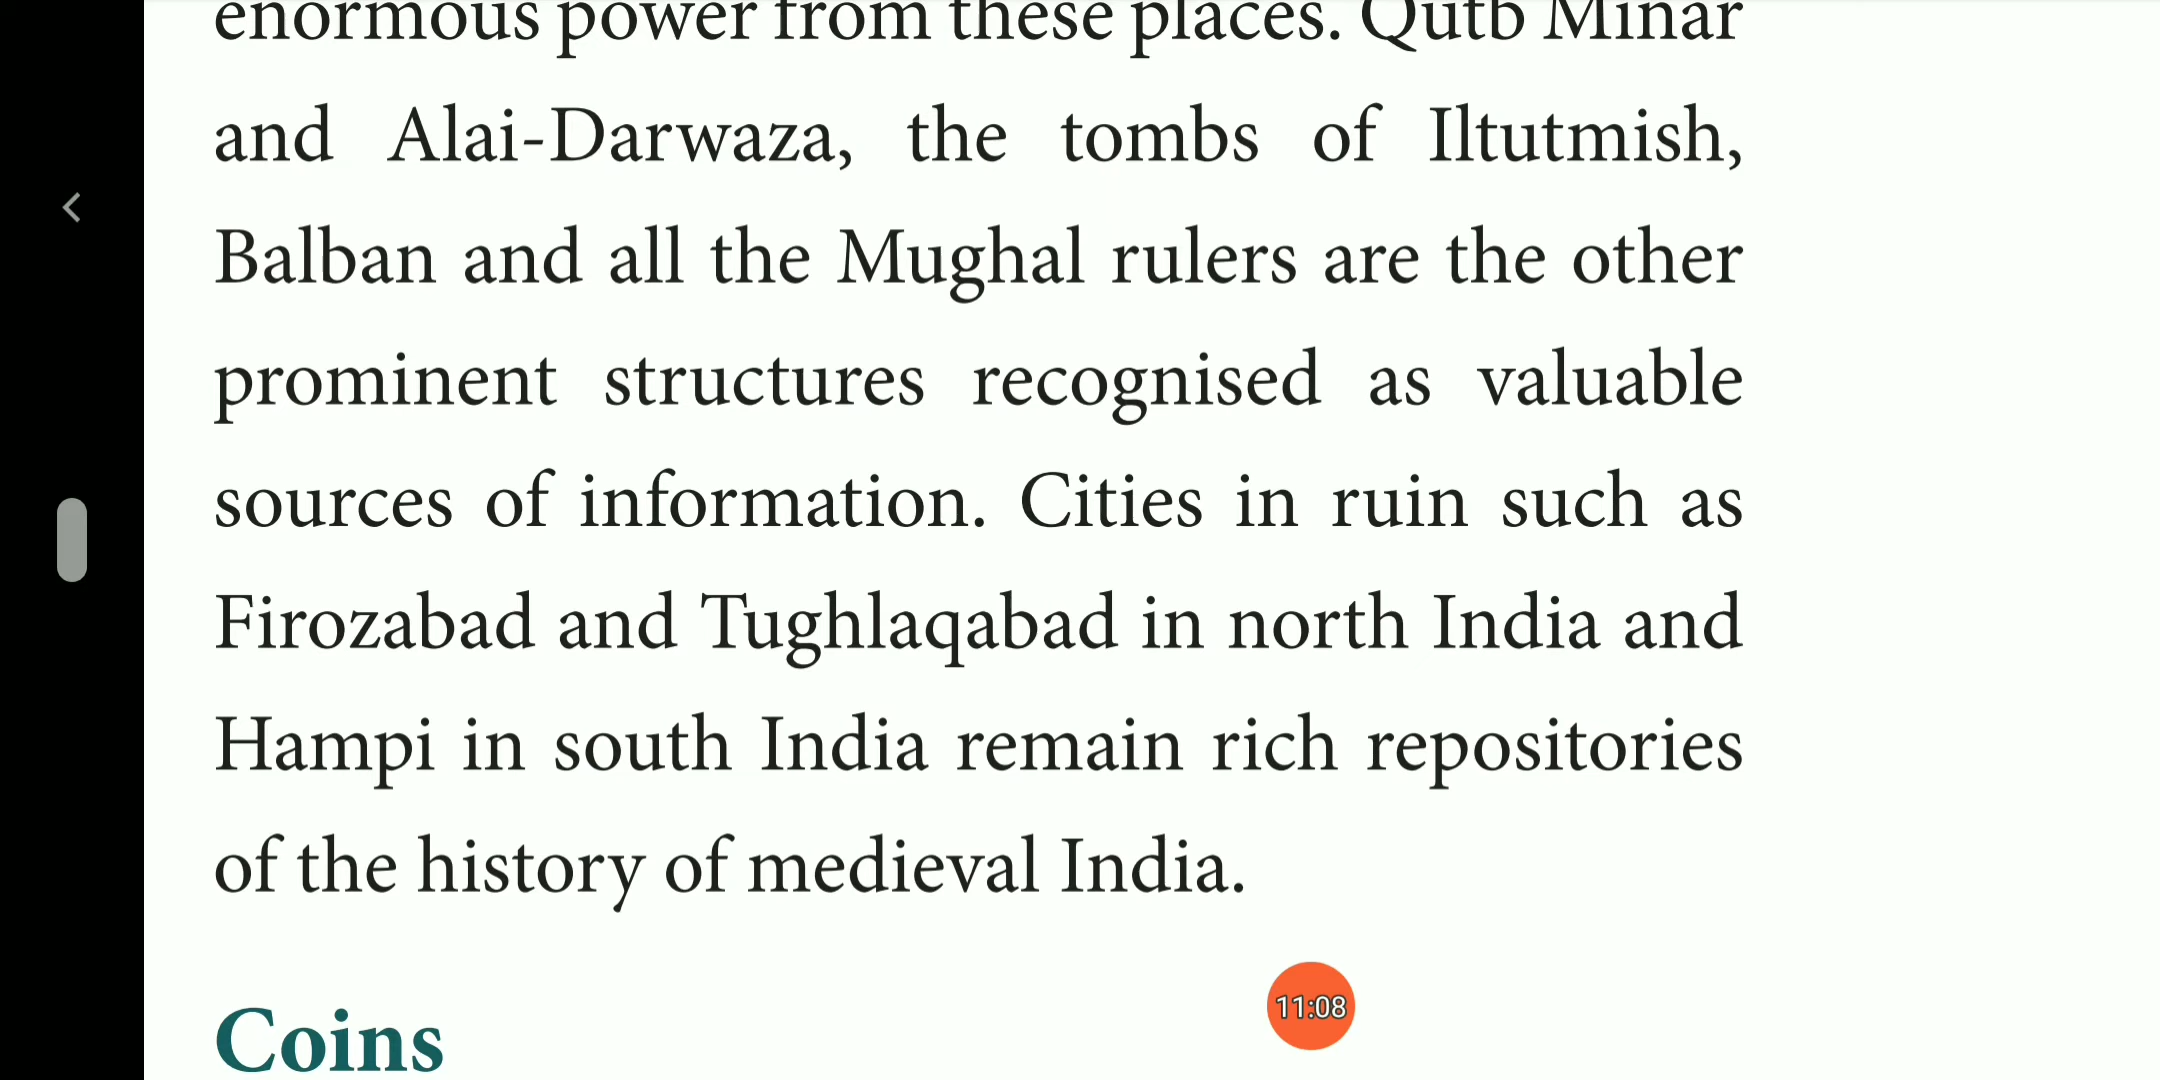 enormous power from these places. Qutb Minar
and Alai-Darwaza, the tombs of Iltutmish,
Balban and all the Mughal rulers are the other
prominent structures recognised as valuable
sources of information. Cities in ruin such as
Firozabad and Tughlaqabad in north India and
Hampi in south India remain rich repositories
of the history of medieval India.
Coins
11:08